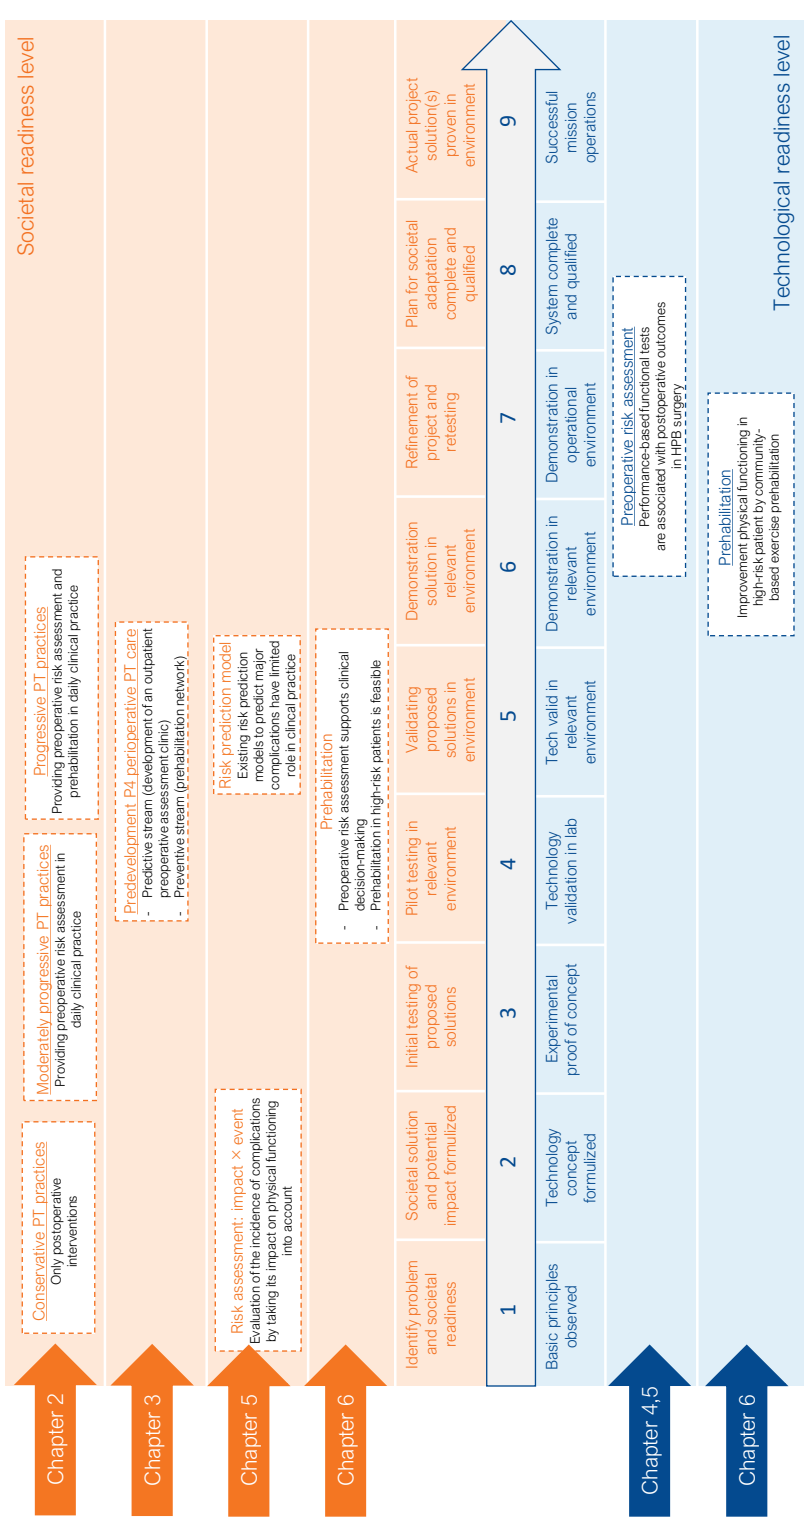 Societal readiness level
Chapter 2
Conservative PT practices
Only postoperative
interventions
Moderately progressive PT practices
Providing preoperative risk assessment in
daily clinical practice
Progressive PT practices
Providing preoperative risk assessment and
prehabilitation in daily clinical practice
Chapter 3
Predevelopment P4 perioperative PT care
- Predictive stream (development of an outpatient
preoperative assessment clinic)
- Preventive stream (prehabilitation network)
Chapter 5
Risk assessment: impact × event
Evaluation of the incidence of complications
by taking its impact on physical functioning
into account
Risk prediction model
Existing risk prediction
models to predict major
complications have limited
role in clincal practice
Chapter 6
Prehabilitation
- Preoperative risk assessment supports clinical
decision-making
- Prehabilitation in high-risk patients is feasible
Identify problem
and societal
readiness
Societal solution
and potential
impact formulized
Initial testing of
proposed
solutions
Pilot testing in
relevant
environment
Validating
proposed
solutions in
environment
Demonstration
solution in
relevant
environment
Refinement of
project and
retesting
Plan for societal
adaptation
complete and
qualified
Actual project
solution(s)
proven in
environment
1 2 3 4 5 6 7 8 9
Basic principles
observed
Technology
concept
formulized
Experimental
proof of concept
Technology
validation in lab
Tech valid in
relevant
environment
Demonstration in
relevant
environment
Demonstration in
operational
environment
System complete
and qualified
Successful
mission
operations
Chapter 4,5
Preoperative risk assessment
Performance-based functional tests
are associated with postoperative outcomes
in HPB surgery
Chapter 6
Prehabilitation
Improvement physical functioning in
high-risk patient by community-
based exercise prehabilitation
Technological readiness level